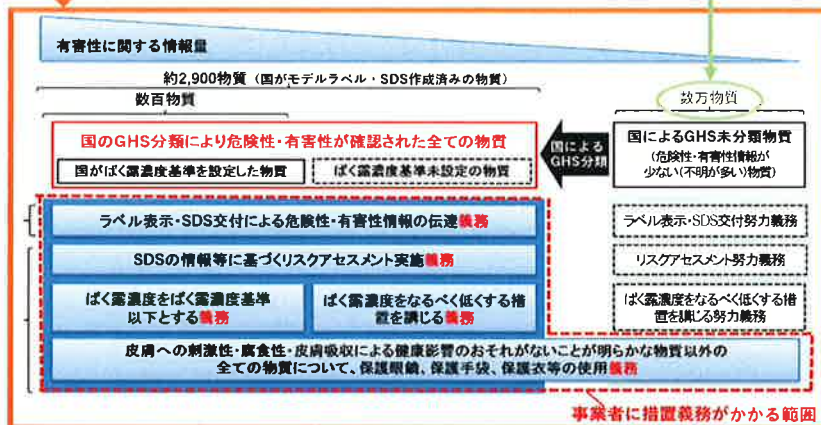 有害性に関する情報量
約2,900物質（国がモデルラベル・SDS作成済みの物質）
数百物質
数万物質
国のGHS分類により危険性・有害性が確認された全ての物質
国がばく露濃度基準を設定した物質
ばく露濃度基準未設定の物質
国による
GHS分類
国によるGHS未分類物質
（危険性・有害性情報が
少ない（不明が多い）物質）
ラベル表示・SDS交付による危険性・有害性情報の伝達義務
ラベル表示・SDS交付努力義務
SDSの情報等に基づくリスクアセスメント実施義務
リスクアセスメント努力義務
ばく露濃度をばく露濃度基準
以下とする義務
ばく露濃度をなるべく低くする措
置を講じる義務
ばく露濃度をなるべく低くする措
置を講じる努力義務
皮膚への刺激性・腐食性・皮膚吸収による健康影響のおそれがないことが明らかな物質以外の
全ての物質について、保護眼鏡、保護手袋、保護衣等の使用義務
事業者に措置義務がかかる範囲